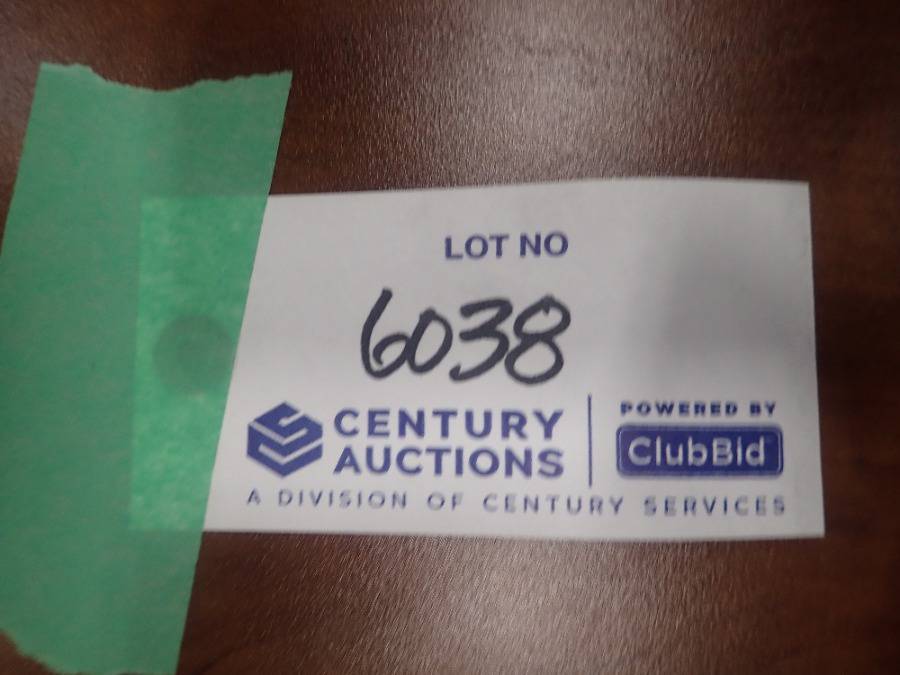 LOT NO
6038
CENTURY
AUCTIONS
POWERED BY
ClubBid
A DIVISION OF CENTURY SERVICES